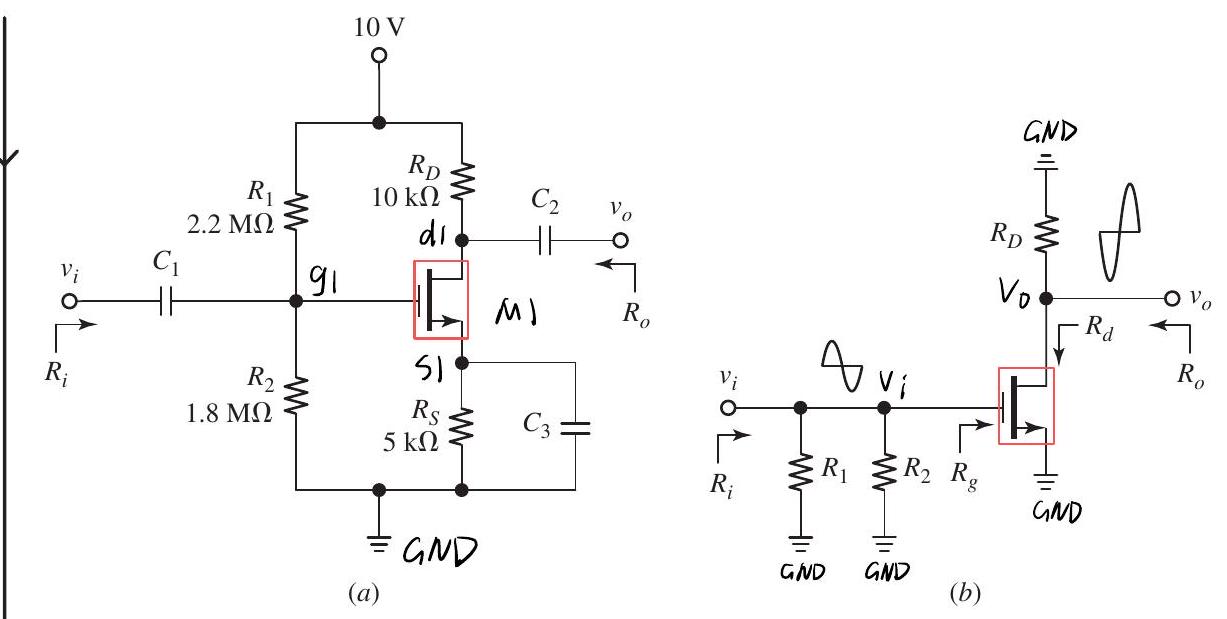 10 V
R_D
10 kΩ
R_1
2.2 MΩ
d1
C_2
v_o
R_o
v_i
C_1
g1
M1
R_i
S1
R_2
1.8 MΩ
R_S
5 kΩ
C_3
GND
(a)
GND
R_D
V_o
v_o
R_d
R_o
v_i
V_i
R_i
R_1
R_2
R_g
GND
GND
GND
(b)